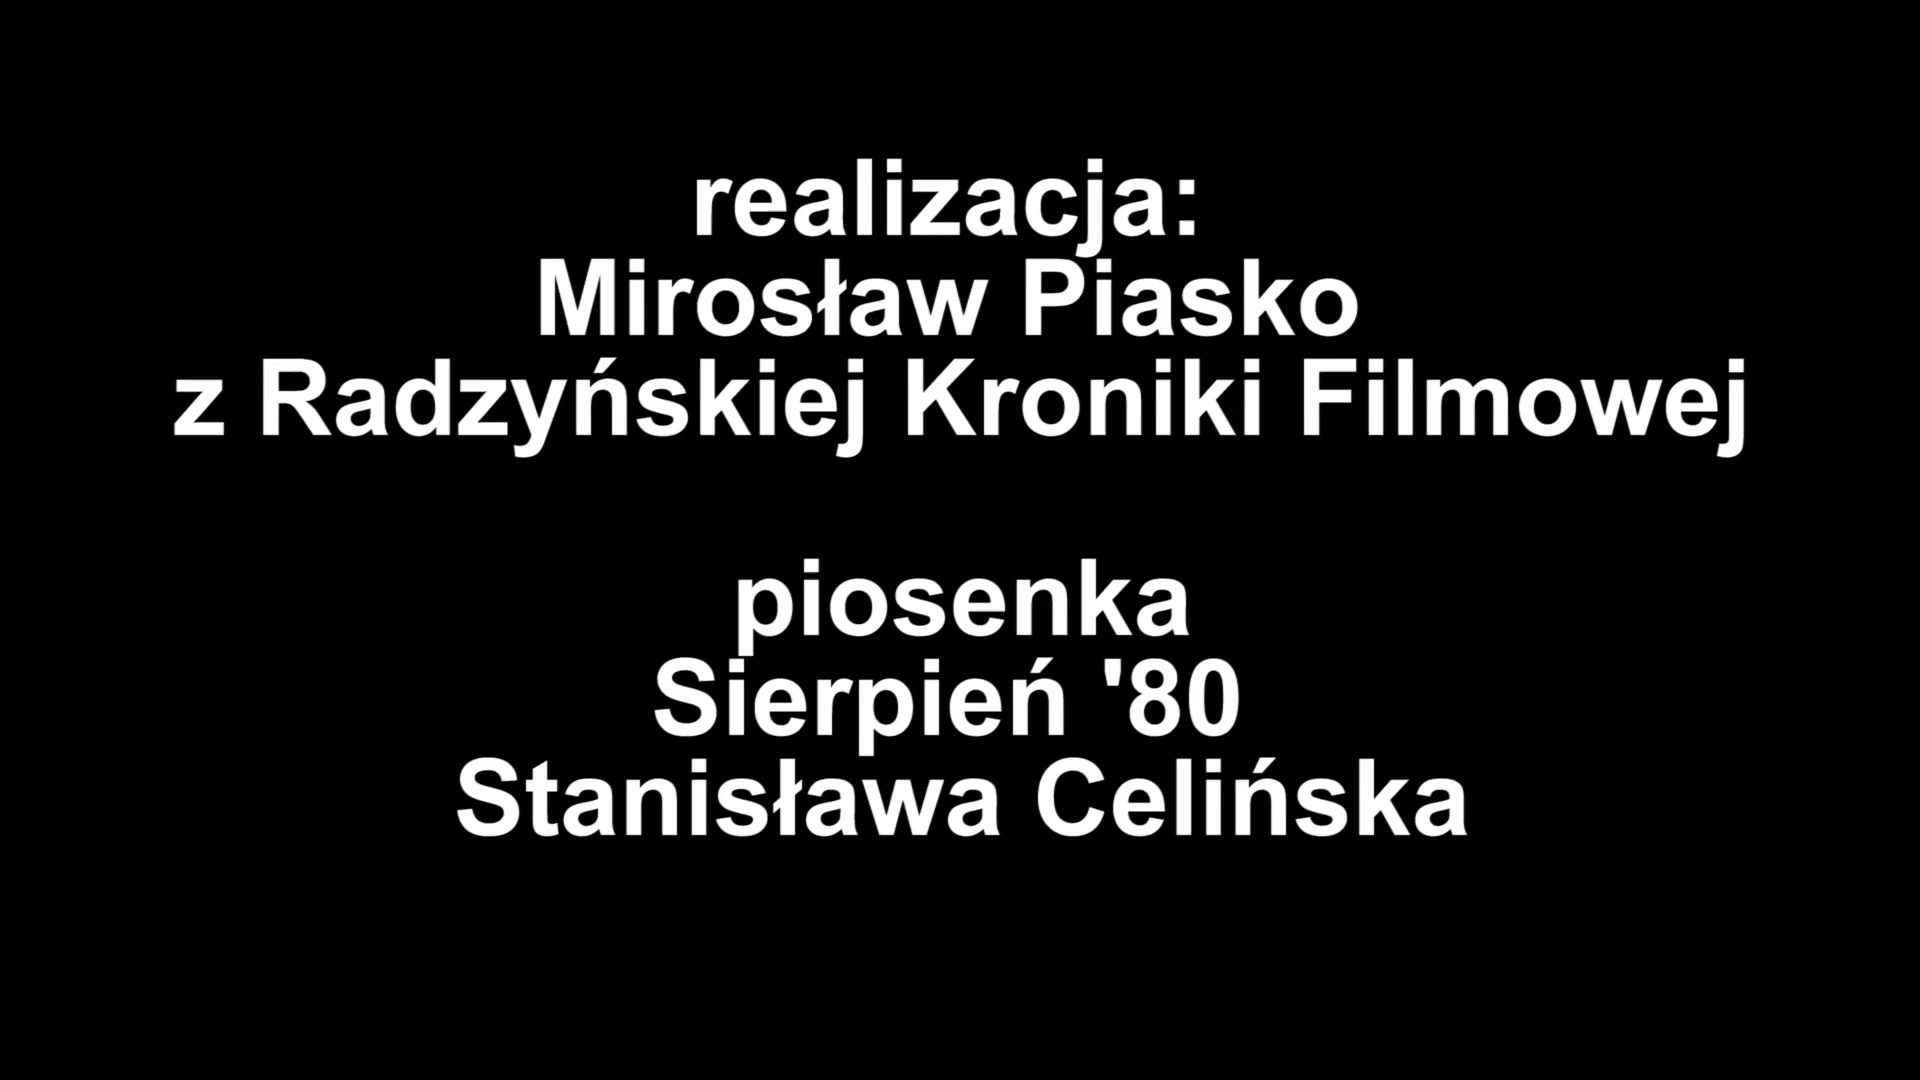 realizacja:
Mirosław Piasko
z Radzyńskiej Kroniki Filmowej
piosenka
Sierpień '80
Stanisława Celińska